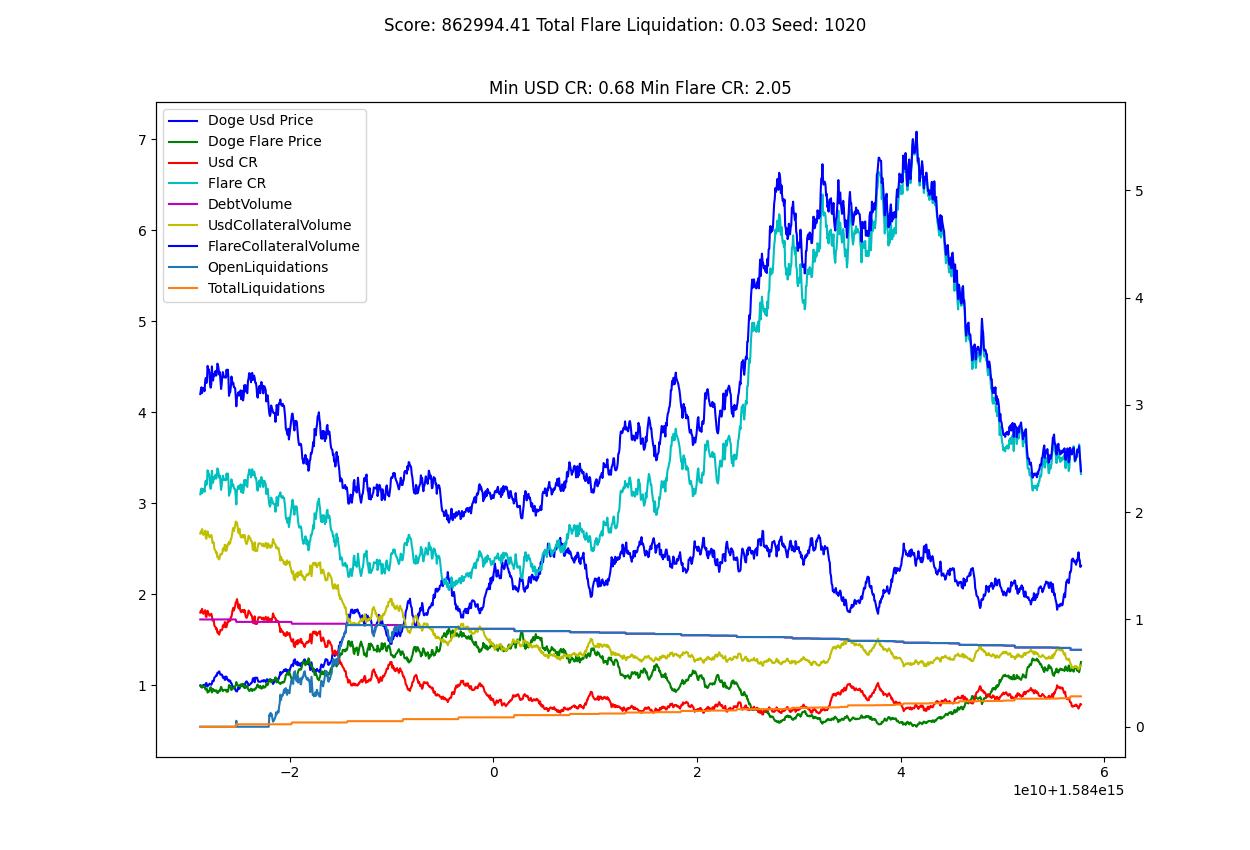 Score: 862994.41 Total Flare Liquidation: 0.03 Seed: 1020
Min USD CR: 0.68 Min Flare CR: 2.05
Doge Usd Price
Doge Flare Price
Usd CR
Flare CR
DebtVolume
UsdCollateralVolume
FlareCollateralVolume
OpenLiquidations
TotalLiquidations
7
6
5
4
3
2
1
5
4
3
2
1
0
−2
0
2
4
6
1e10+1.584e15